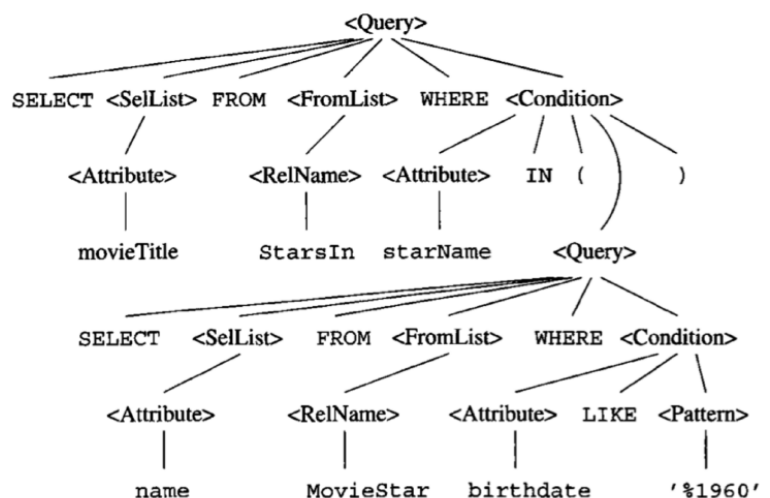 <Query>
SELECT <SelList> FROM <FromList> WHERE <Condition>
<Attribute> <RelName> <Attribute> IN ( )
movieTitle StarsIn starName <Query>
SELECT <SelList> FROM <FromList> WHERE <Condition>
<Attribute> <RelName> <Attribute> LIKE <Pattern>
name MovieStar birthdate '%1960'